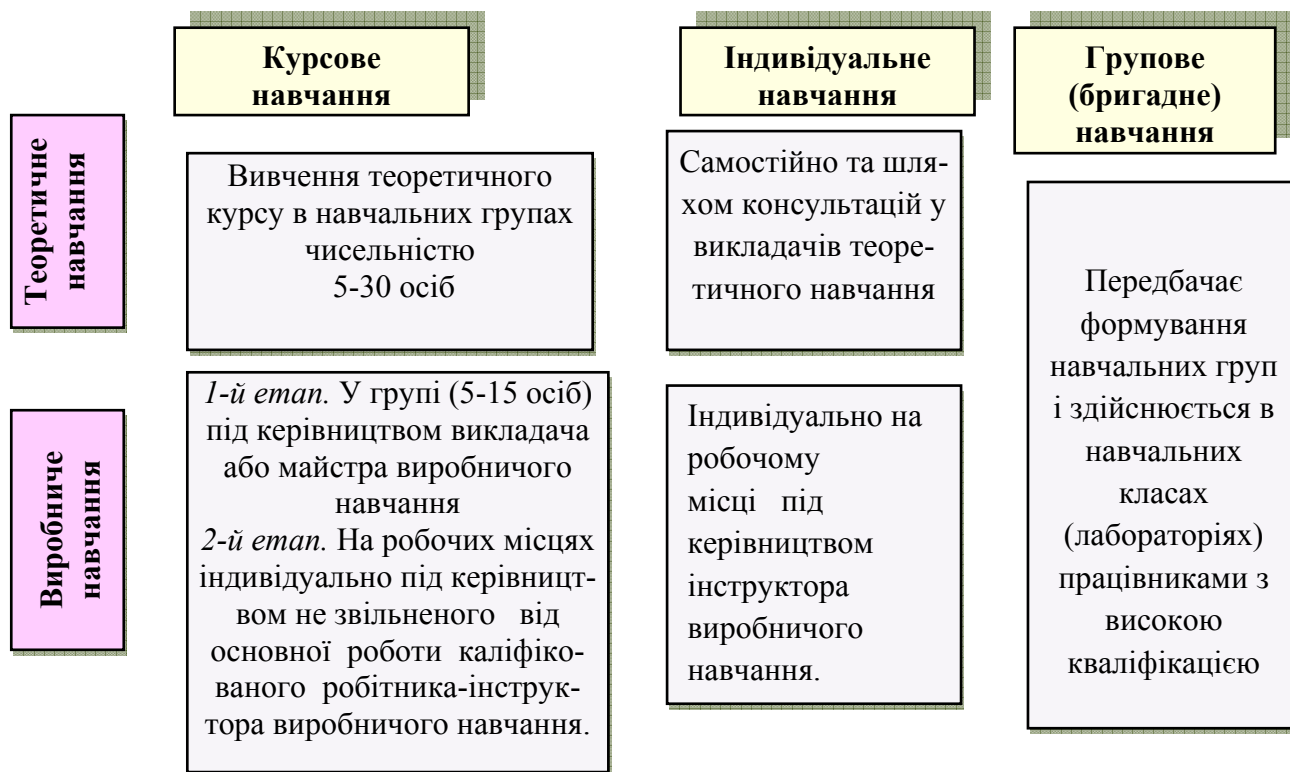 Курсове
навчання
Індивідуальне
навчання
Групове
(бригадне)
навчання
Теоретичне
навчання
Вивчення теоретичного
курсу в навчальних групах
чисельністю
5-30 осіб
Самостійно та шля-
хом консультацій у
викладачів теоре-
тичного навчання
Передбачає
формування
навчальних груп
і здійснюється в
навчальних
класах
(лабораторіях)
працівниками з
високою
кваліфікацією
Виробниче
навчання
1-й етап. У групі (5-15 осіб)
під керівництвом викладача
або майстра виробничого
навчання
2-й етап. На робочих місцях
індивідуально під керівницт-
вом не звільненого від
основної роботи каліфіко-
ваного робітника-інструк-
тора виробничого навчання.
Індивідуально на
робочому
місці під
керівництвом
інструктора
виробничого
навчання.